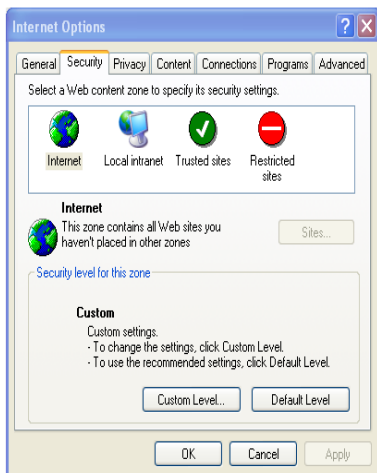 Internet Options
General Security Privacy Content Connections Programs Advanced
Select a Web content zone to specify its security settings.
Internet Local intranet Trusted sites Restricted
sites
Internet
This zone contains all Web sites you
haven't placed in other zones
Sites...
Security level for this zone
Custom
Custom settings.
- To change the settings, click Custom Level.
- To use the recommended settings, click Default Level.
Custom Level... Default Level
OK Cancel Apply